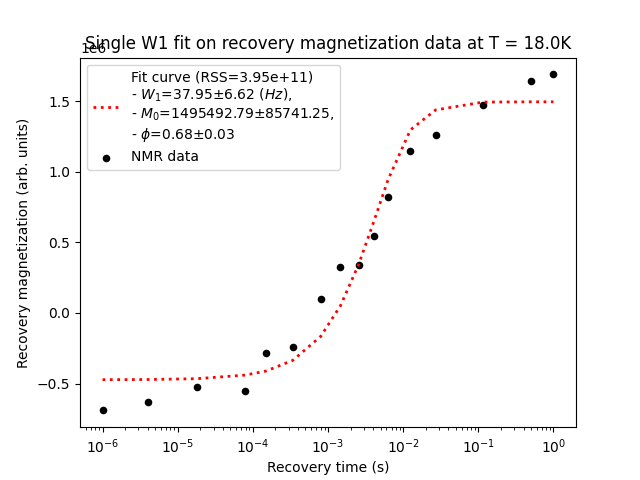 Single W1 fit on recovery magnetization data at T = 18.0K
1e6
Fit curve (RSS=3.95e+11)
- W₁=37.95±6.62 (Hz),
- M₀=1495492.79±85741.25,
- ϕ=0.68±0.03
NMR data
1.5
1.0
0.5
0.0
−0.5
Recovery magnetization (arb. units)
10⁻⁶ 10⁻⁵ 10⁻⁴ 10⁻³ 10⁻² 10⁻¹ 10⁰
Recovery time (s)